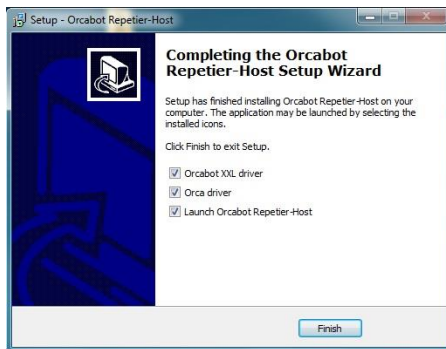 Setup - Orcabot Repetier-Host
Completing the Orcabot
Repetier-Host Setup Wizard
Setup has finished installing Orcabot Repetier-Host on your
computer. The application may be launched by selecting the
installed icons.
Click Finish to exit Setup.
Orcabot XXL driver
Orca driver
Launch Orcabot Repetier-Host
Finish